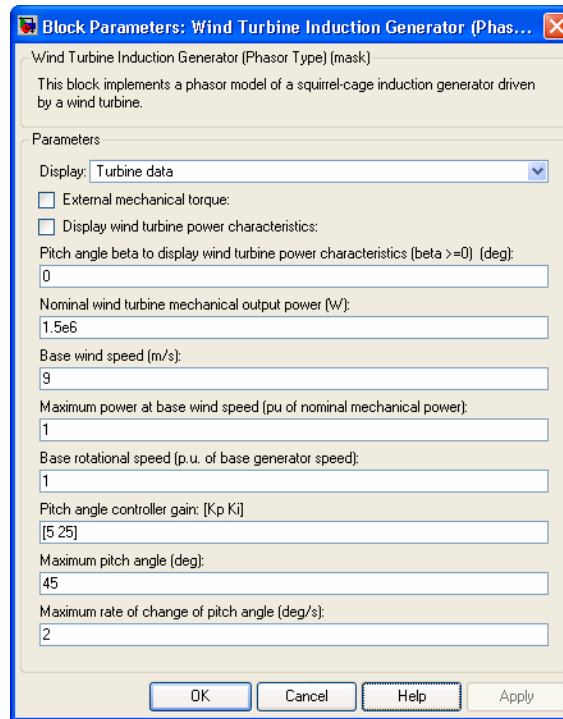 Block Parameters: Wind Turbine Induction Generator (Phas...
Wind Turbine Induction Generator (Phasor Type) (mask)
This block implements a phasor model of a squirrel-cage induction generator driven
by a wind turbine.
Parameters
Display: Turbine data
External mechanical torque:
Display wind turbine power characteristics:
Pitch angle beta to display wind turbine power characteristics (beta >=0) (deg):
0
Nominal wind turbine mechanical output power (W):
1.5e6
Base wind speed (m/s):
9
Maximum power at base wind speed (pu of nominal mechanical power):
1
Base rotational speed (p.u. of base generator speed):
1
Pitch angle controller gain: [Kp Ki]
[5 25]
Maximum pitch angle (deg):
45
Maximum rate of change of pitch angle (deg/s):
2
OK Cancel Help Apply